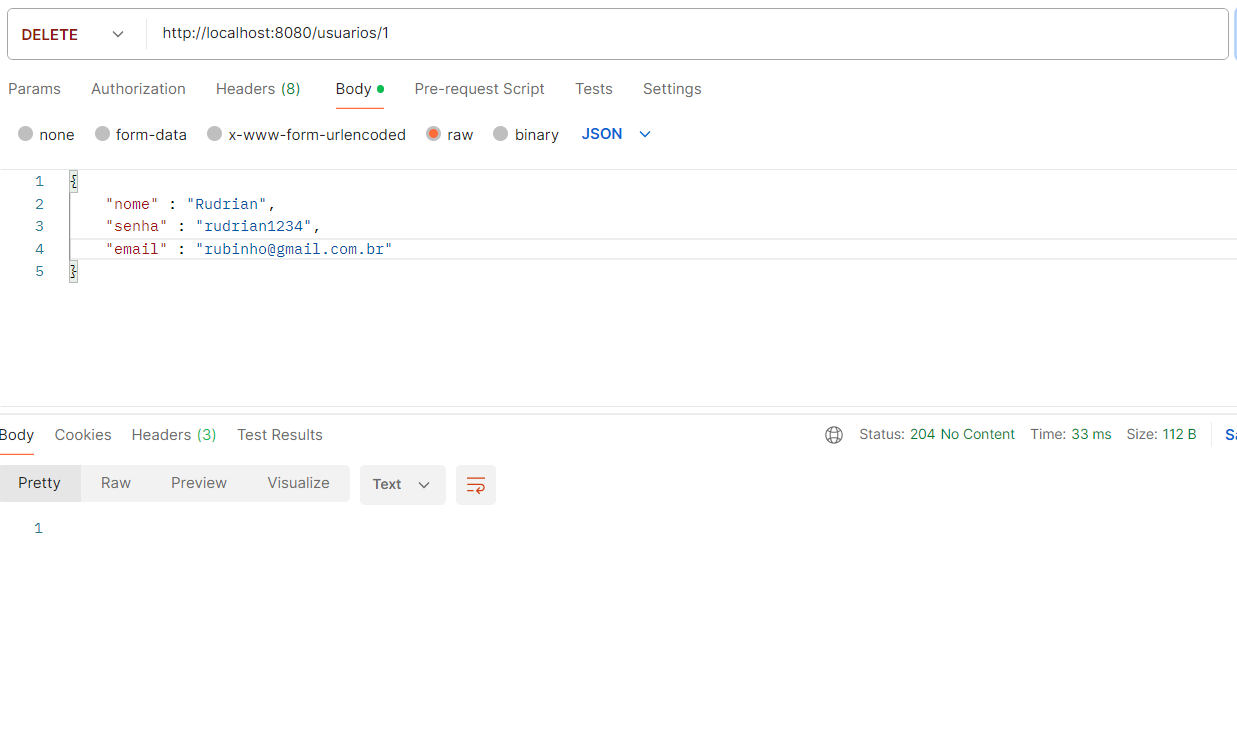 DELETE http://localhost:8080/usuarios/1
Params Authorization Headers (8) Body Pre-request Script Tests Settings
none form-data x-www-form-urlencoded raw binary JSON
1 {
2 "nome" : "Rudrian",
3 "senha" : "rudrian1234",
4 "email" : "rubinho@gmail.com.br"
5 }
Body Cookies Headers (3) Test Results Status: 204 No Content Time: 33 ms Size: 112 B
Pretty Raw Preview Visualize Text
1